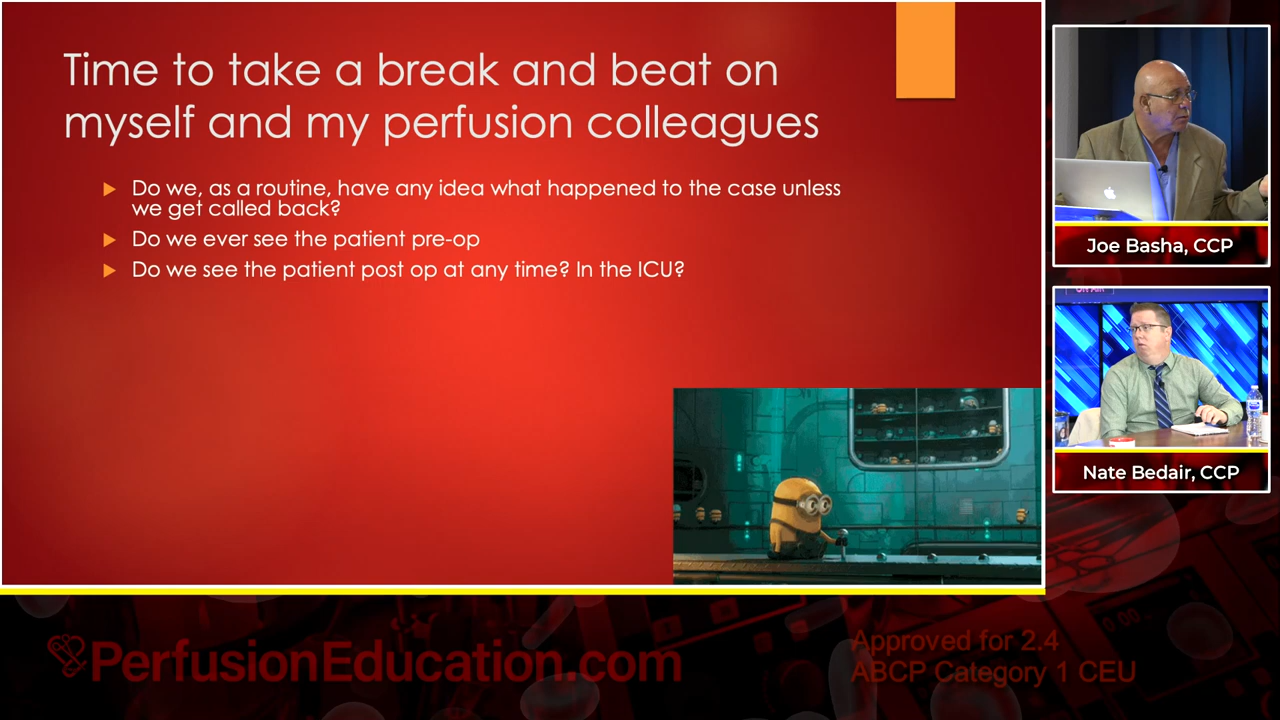 Time to take a break and beat on
myself and my perfusion colleagues
Do we, as a routine, have any idea what happened to the case unless
we get called back?
Do we ever see the patient pre-op
Do we see the patient post op at any time? In the ICU?
Joe Basha, CCP
ON AIR
Nate Bedair, CCP
PerfusionEducation.com
Approved for 2.4
ABCP Category 1 CEU